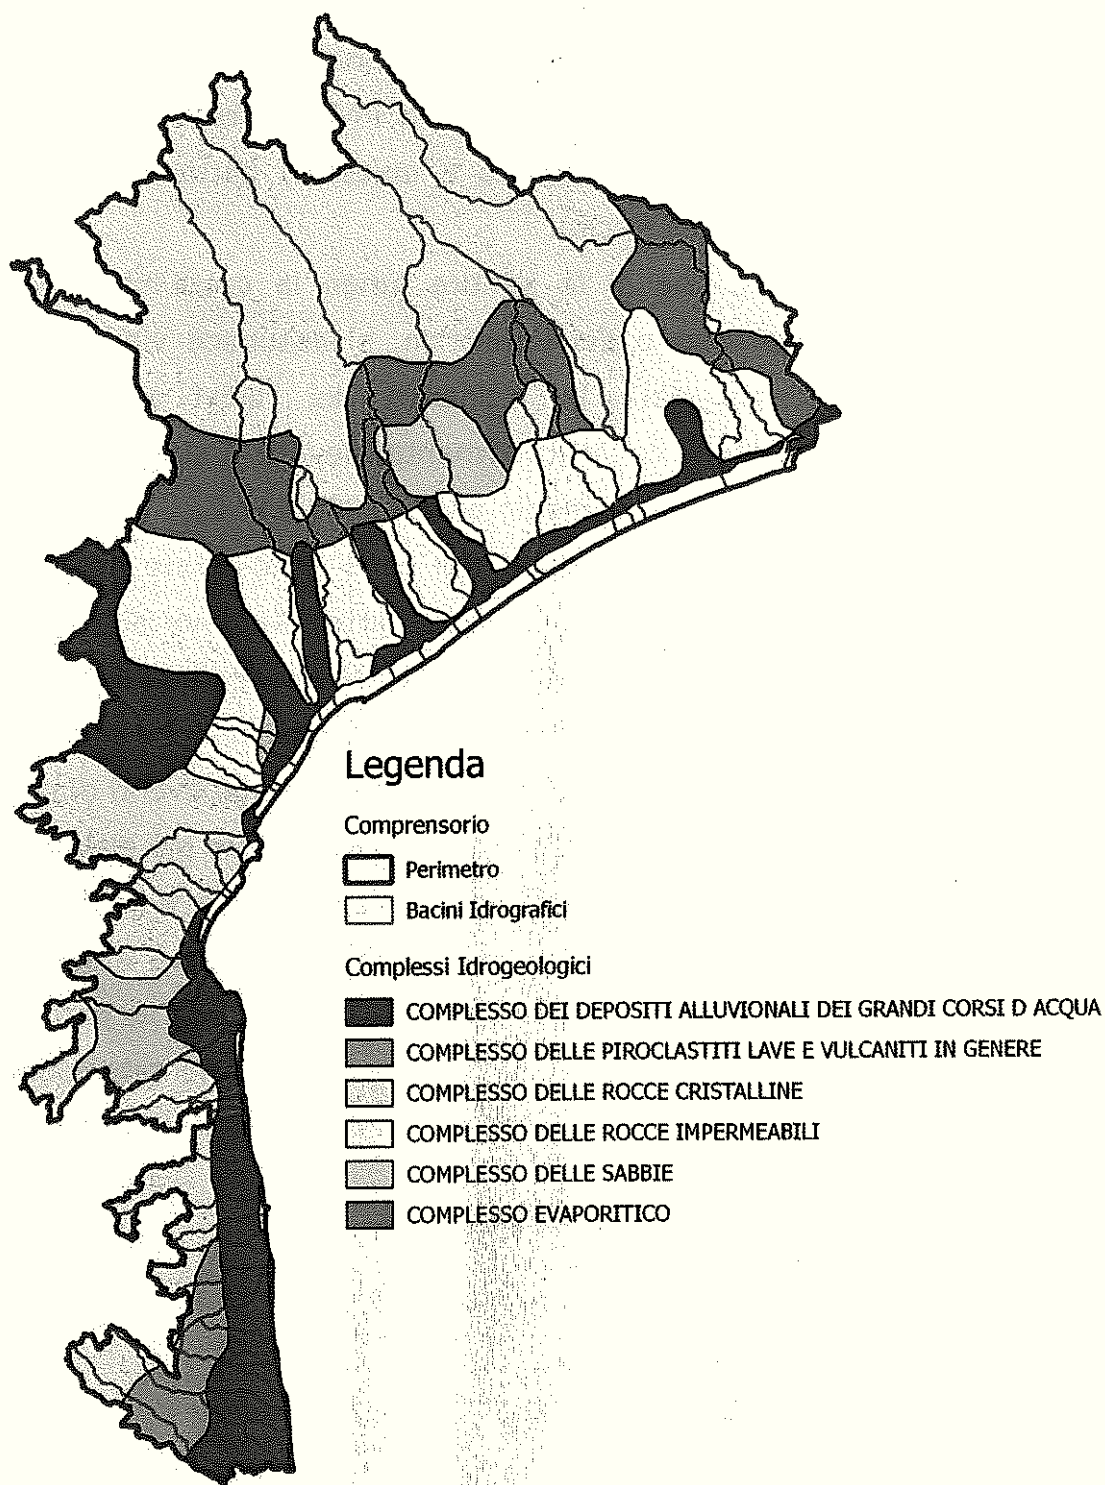 Legenda
Comprensorio
Perimetro
Bacini Idrografici
Complessi Idrogeologici
COMPLESSO DEI DEPOSITI ALLUVIONALI DEI GRANDI CORSI D ACQUA
COMPLESSO DELLE PIROCLASTITI LAVE E VULCANITI IN GENERE
COMPLESSO DELLE ROCCE CRISTALLINE
COMPLESSO DELLE ROCCE IMPERMEABILI
COMPLESSO DELLE SABBIE
COMPLESSO EVAPORITICO